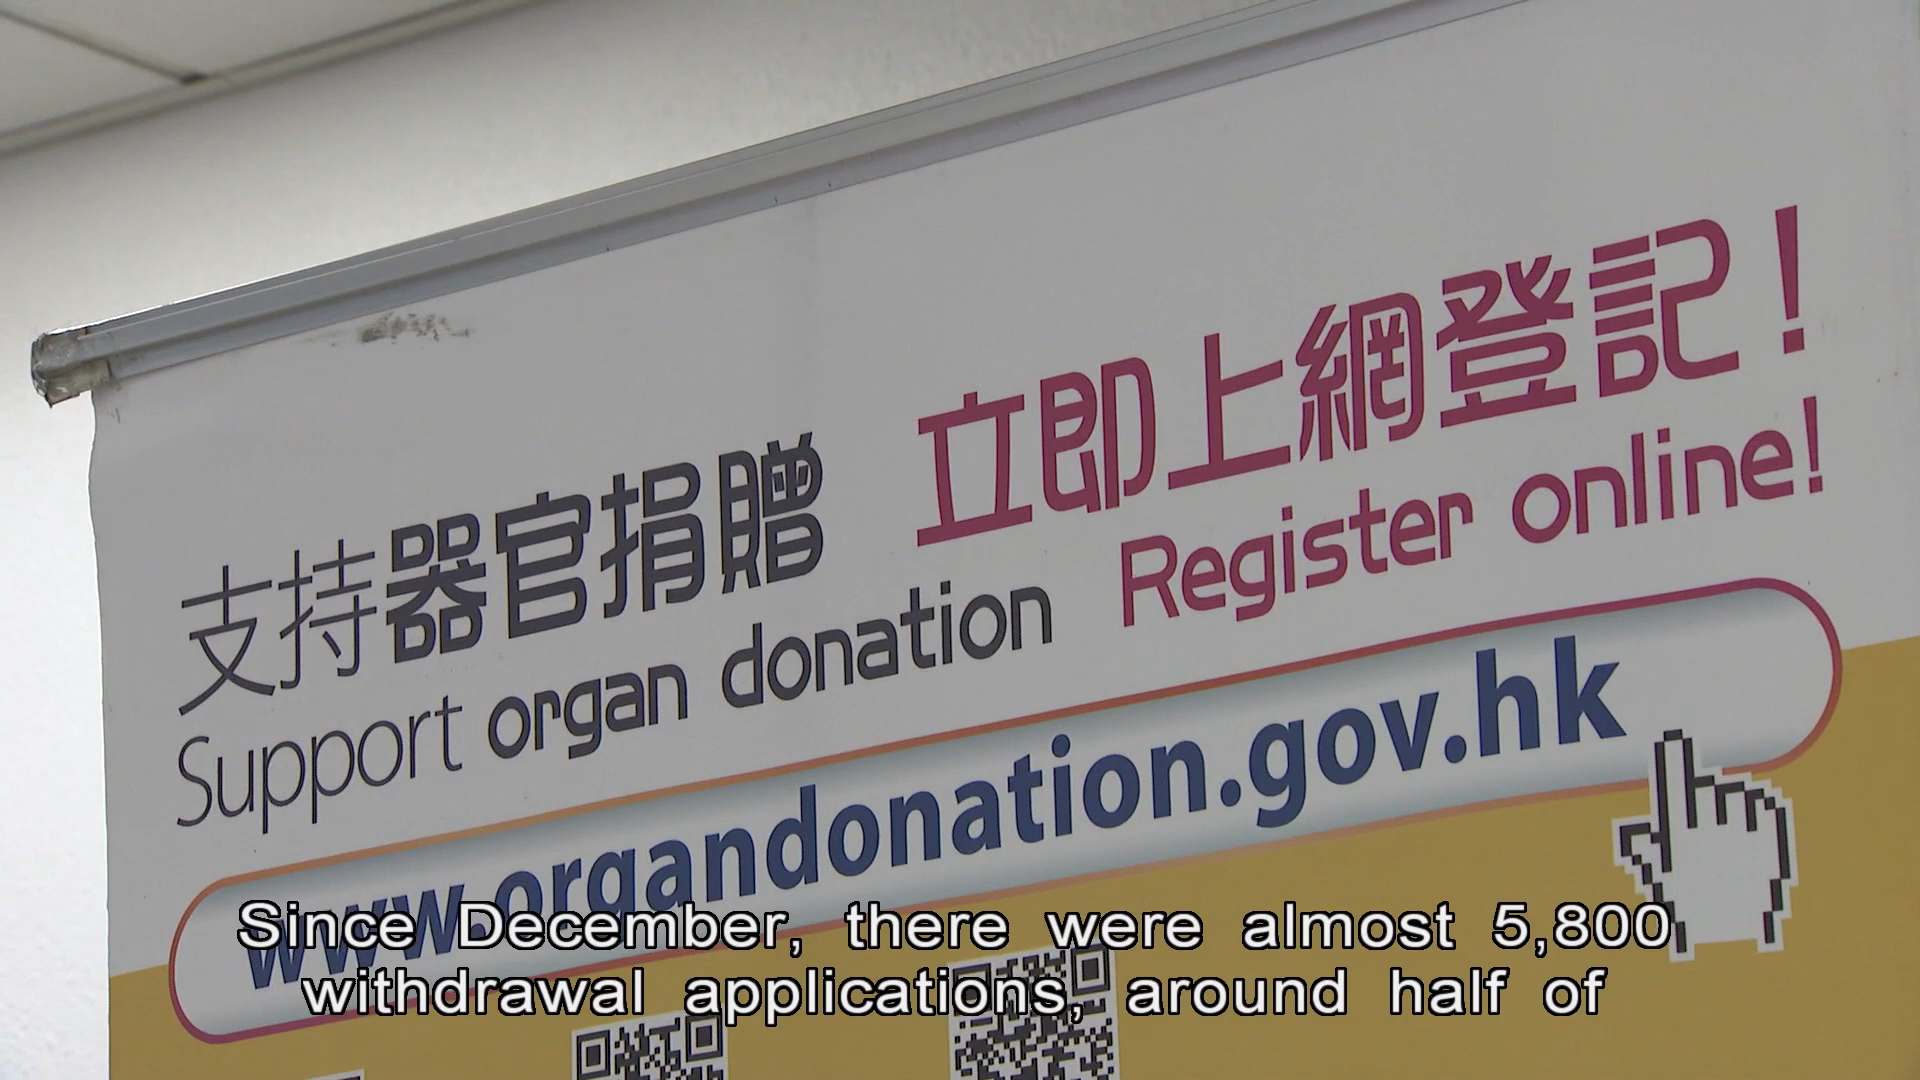 支持器官捐贈 立即上網登記！
Support organ donation Register online!
www.organdonation.gov.hk
Since December, there were almost 5,800
withdrawal applications, around half of